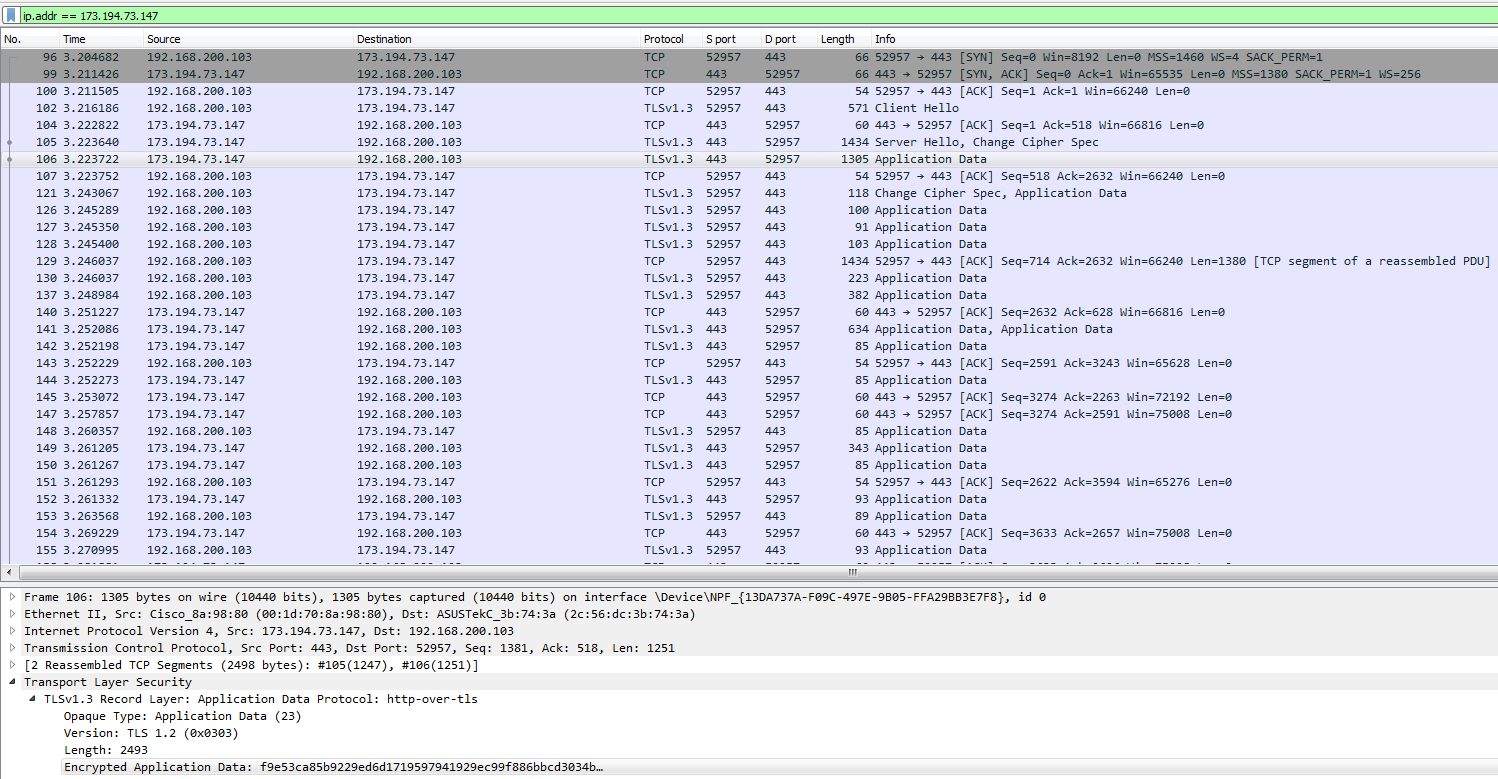 ip.addr == 173.194.73.147
No. Time Source Destination Protocol S port D port Length Info
96 3.204682 192.168.200.103 173.194.73.147 TCP 52957 443 66 52957 → 443 [SYN] Seq=0 Win=8192 Len=0 MSS=1460 WS=4 SACK_PERM=1
99 3.211426 173.194.73.147 192.168.200.103 TCP 443 52957 66 443 → 52957 [SYN, ACK] Seq=0 Ack=1 Win=65535 Len=0 MSS=1380 SACK_PERM=1 WS=256
100 3.211505 192.168.200.103 173.194.73.147 TCP 52957 443 54 52957 → 443 [ACK] Seq=1 Ack=1 Win=66240 Len=0
102 3.216186 192.168.200.103 173.194.73.147 TLSv1.3 52957 443 571 Client Hello
104 3.222822 173.194.73.147 192.168.200.103 TCP 443 52957 60 443 → 52957 [ACK] Seq=1 Ack=518 Win=66816 Len=0
105 3.223640 173.194.73.147 192.168.200.103 TLSv1.3 443 52957 1434 Server Hello, Change Cipher Spec
106 3.223722 173.194.73.147 192.168.200.103 TLSv1.3 443 52957 1305 Application Data
107 3.223752 192.168.200.103 173.194.73.147 TCP 52957 443 54 52957 → 443 [ACK] Seq=518 Ack=2632 Win=66240 Len=0
121 3.243067 192.168.200.103 173.194.73.147 TLSv1.3 52957 443 118 Change Cipher Spec, Application Data
126 3.245289 192.168.200.103 173.194.73.147 TLSv1.3 52957 443 100 Application Data
127 3.245350 192.168.200.103 173.194.73.147 TLSv1.3 52957 443 91 Application Data
128 3.245400 192.168.200.103 173.194.73.147 TLSv1.3 52957 443 103 Application Data
129 3.246037 192.168.200.103 173.194.73.147 TCP 52957 443 1434 52957 → 443 [ACK] Seq=714 Ack=2632 Win=66240 Len=1380 [TCP segment of a reassembled PDU]
130 3.246037 192.168.200.103 173.194.73.147 TLSv1.3 52957 443 223 Application Data
137 3.248984 192.168.200.103 173.194.73.147 TLSv1.3 52957 443 382 Application Data
140 3.251227 173.194.73.147 192.168.200.103 TCP 443 52957 60 443 → 52957 [ACK] Seq=2632 Ack=628 Win=66816 Len=0
141 3.252086 173.194.73.147 192.168.200.103 TLSv1.3 443 52957 634 Application Data, Application Data
142 3.252198 173.194.73.147 192.168.200.103 TLSv1.3 443 52957 85 Application Data
143 3.252229 192.168.200.103 173.194.73.147 TCP 52957 443 54 52957 → 443 [ACK] Seq=2591 Ack=3243 Win=65628 Len=0
144 3.252273 173.194.73.147 192.168.200.103 TLSv1.3 443 52957 85 Application Data
145 3.253072 173.194.73.147 192.168.200.103 TCP 443 52957 60 443 → 52957 [ACK] Seq=3274 Ack=2263 Win=72192 Len=0
147 3.257857 173.194.73.147 192.168.200.103 TCP 443 52957 60 443 → 52957 [ACK] Seq=3274 Ack=2591 Win=75008 Len=0
148 3.260357 192.168.200.103 173.194.73.147 TLSv1.3 52957 443 85 Application Data
149 3.261205 173.194.73.147 192.168.200.103 TLSv1.3 443 52957 343 Application Data
150 3.261267 173.194.73.147 192.168.200.103 TLSv1.3 443 52957 85 Application Data
151 3.261293 192.168.200.103 173.194.73.147 TCP 52957 443 54 52957 → 443 [ACK] Seq=2622 Ack=3594 Win=65276 Len=0
152 3.261332 173.194.73.147 192.168.200.103 TLSv1.3 443 52957 93 Application Data
153 3.263568 192.168.200.103 173.194.73.147 TLSv1.3 52957 443 89 Application Data
154 3.269229 173.194.73.147 192.168.200.103 TCP 443 52957 60 443 → 52957 [ACK] Seq=3633 Ack=2657 Win=75008 Len=0
155 3.270995 192.168.200.103 173.194.73.147 TLSv1.3 52957 443 93 Application Data
Frame 106: 1305 bytes on wire (10440 bits), 1305 bytes captured (10440 bits) on interface \Device\NPF_{13DA737A-F09C-497E-9B05-FFA29BB3E7F8}, id 0
Ethernet II, Src: Cisco_8a:98:80 (00:1d:70:8a:98:80), Dst: ASUSTekC_3b:74:3a (2c:56:dc:3b:74:3a)
Internet Protocol Version 4, Src: 173.194.73.147, Dst: 192.168.200.103
Transmission Control Protocol, Src Port: 443, Dst Port: 52957, Seq: 1381, Ack: 518, Len: 1251
[2 Reassembled TCP Segments (2498 bytes): #105(1247), #106(1251)]
Transport Layer Security
TLSv1.3 Record Layer: Application Data Protocol: http-over-tls
Opaque Type: Application Data (23)
Version: TLS 1.2 (0x0303)
Length: 2493
Encrypted Application Data: f9e53ca85b9229ed6d1719597941929ec99f886bbcd3034b…